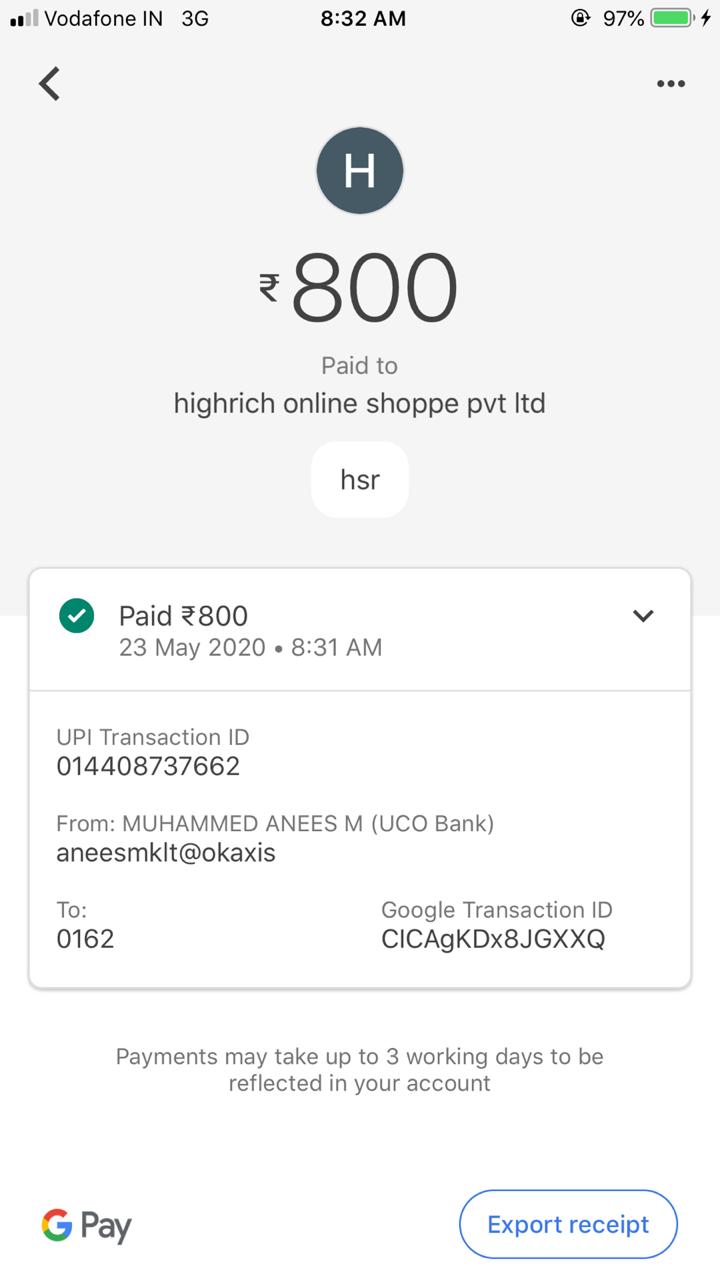 Vodafone IN 3G 8:32 AM 97%
H
₹800
Paid to
highrich online shoppe pvt ltd
hsr
Paid ₹800
23 May 2020 • 8:31 AM
UPI Transaction ID
014408737662
From: MUHAMMED ANEES M (UCO Bank)
aneesmklt@okaxis
To:
0162
Google Transaction ID
CICAgKDx8JGXXQ
Payments may take up to 3 working days to be
reflected in your account
G Pay
Export receipt